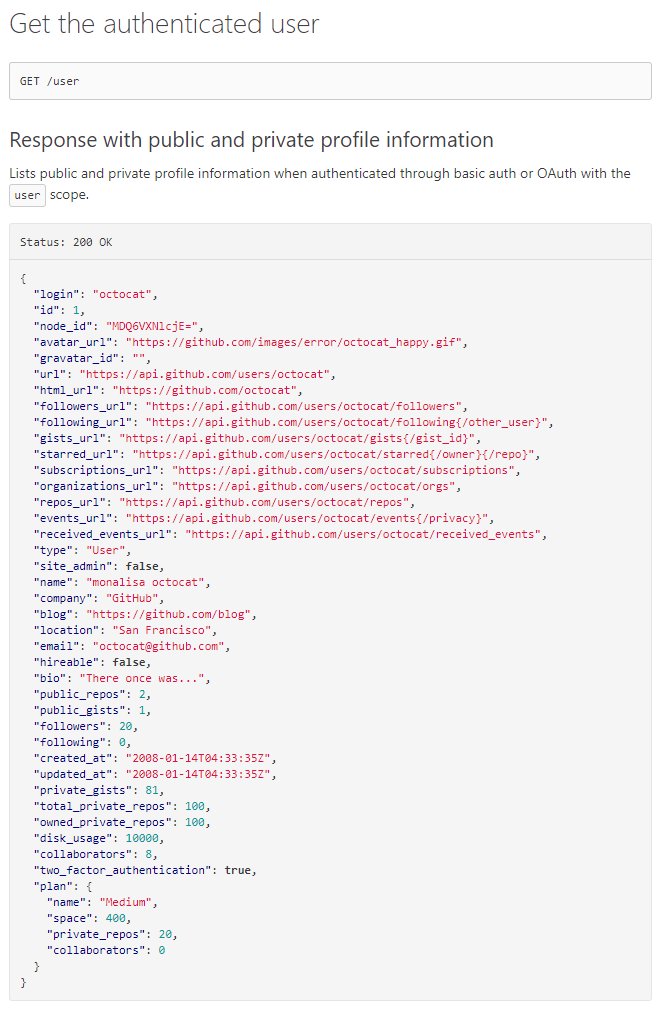 Get the authenticated user
GET /user
Response with public and private profile information
Lists public and private profile information when authenticated through basic auth or OAuth with the
user scope.
Status: 200 OK
{
  "login": "octocat",
  "id": 1,
  "node_id": "MDQ6VXNlcjE=",
  "avatar_url": "https://github.com/images/error/octocat_happy.gif",
  "gravatar_id": "",
  "url": "https://api.github.com/users/octocat",
  "html_url": "https://github.com/octocat",
  "followers_url": "https://api.github.com/users/octocat/followers",
  "following_url": "https://api.github.com/users/octocat/following{/other_user}",
  "gists_url": "https://api.github.com/users/octocat/gists{/gist_id}",
  "starred_url": "https://api.github.com/users/octocat/starred{/owner}{/repo}",
  "subscriptions_url": "https://api.github.com/users/octocat/subscriptions",
  "organizations_url": "https://api.github.com/users/octocat/orgs",
  "repos_url": "https://api.github.com/users/octocat/repos",
  "events_url": "https://api.github.com/users/octocat/events{/privacy}",
  "received_events_url": "https://api.github.com/users/octocat/received_events",
  "type": "User",
  "site_admin": false,
  "name": "monalisa octocat",
  "company": "GitHub",
  "blog": "https://github.com/blog",
  "location": "San Francisco",
  "email": "octocat@github.com",
  "hireable": false,
  "bio": "There once was...",
  "public_repos": 2,
  "public_gists": 1,
  "followers": 20,
  "following": 0,
  "created_at": "2008-01-14T04:33:35Z",
  "updated_at": "2008-01-14T04:33:35Z",
  "private_gists": 81,
  "total_private_repos": 100,
  "owned_private_repos": 100,
  "disk_usage": 10000,
  "collaborators": 8,
  "two_factor_authentication": true,
  "plan": {
    "name": "Medium",
    "space": 400,
    "private_repos": 20,
    "collaborators": 0
  }
}